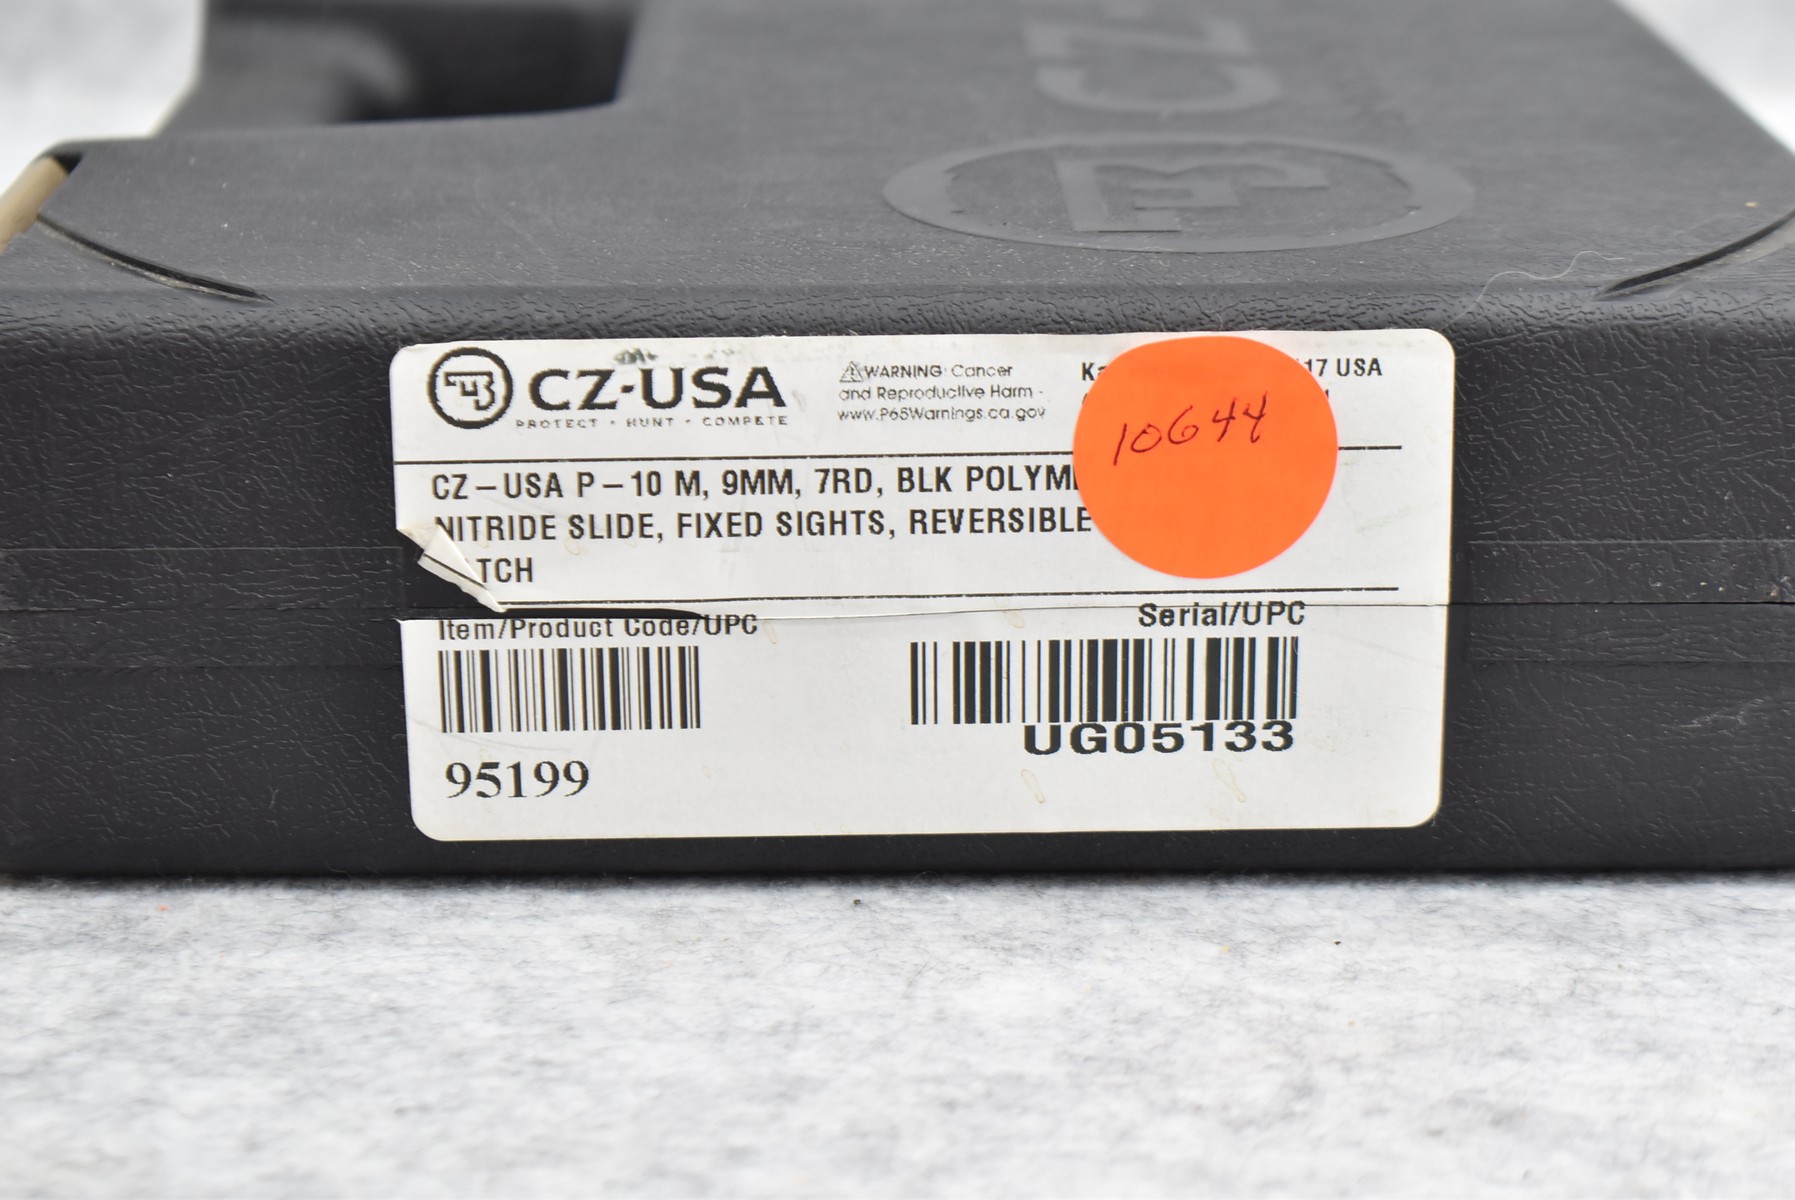 CZ
CZ-USA
PROTECT • HUNT • COMPETE
WARNING: Cancer
and Reproductive Harm -
www.P65Warnings.ca.gov
17 USA
10644
CZ-USA P-10 M, 9MM, 7RD, BLK POLYM
NITRIDE SLIDE, FIXED SIGHTS, REVERSIBLE
TCH
Item/Product Code/UPC
Serial/UPC
UG05133
95199